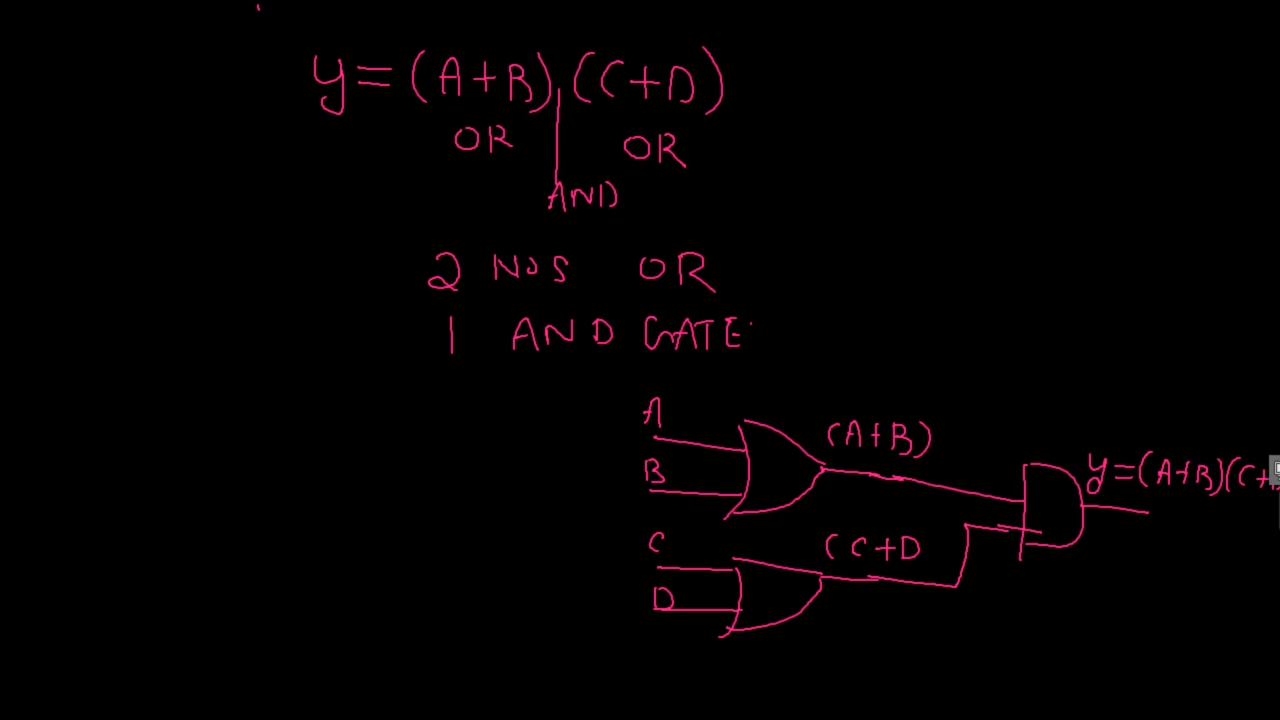 y=(A+B).(C+D)
OR OR
AND
2 NOS OR
1 AND GATE
A
(A+B)
B
y=(A+B)(C+
C
(C+D
D